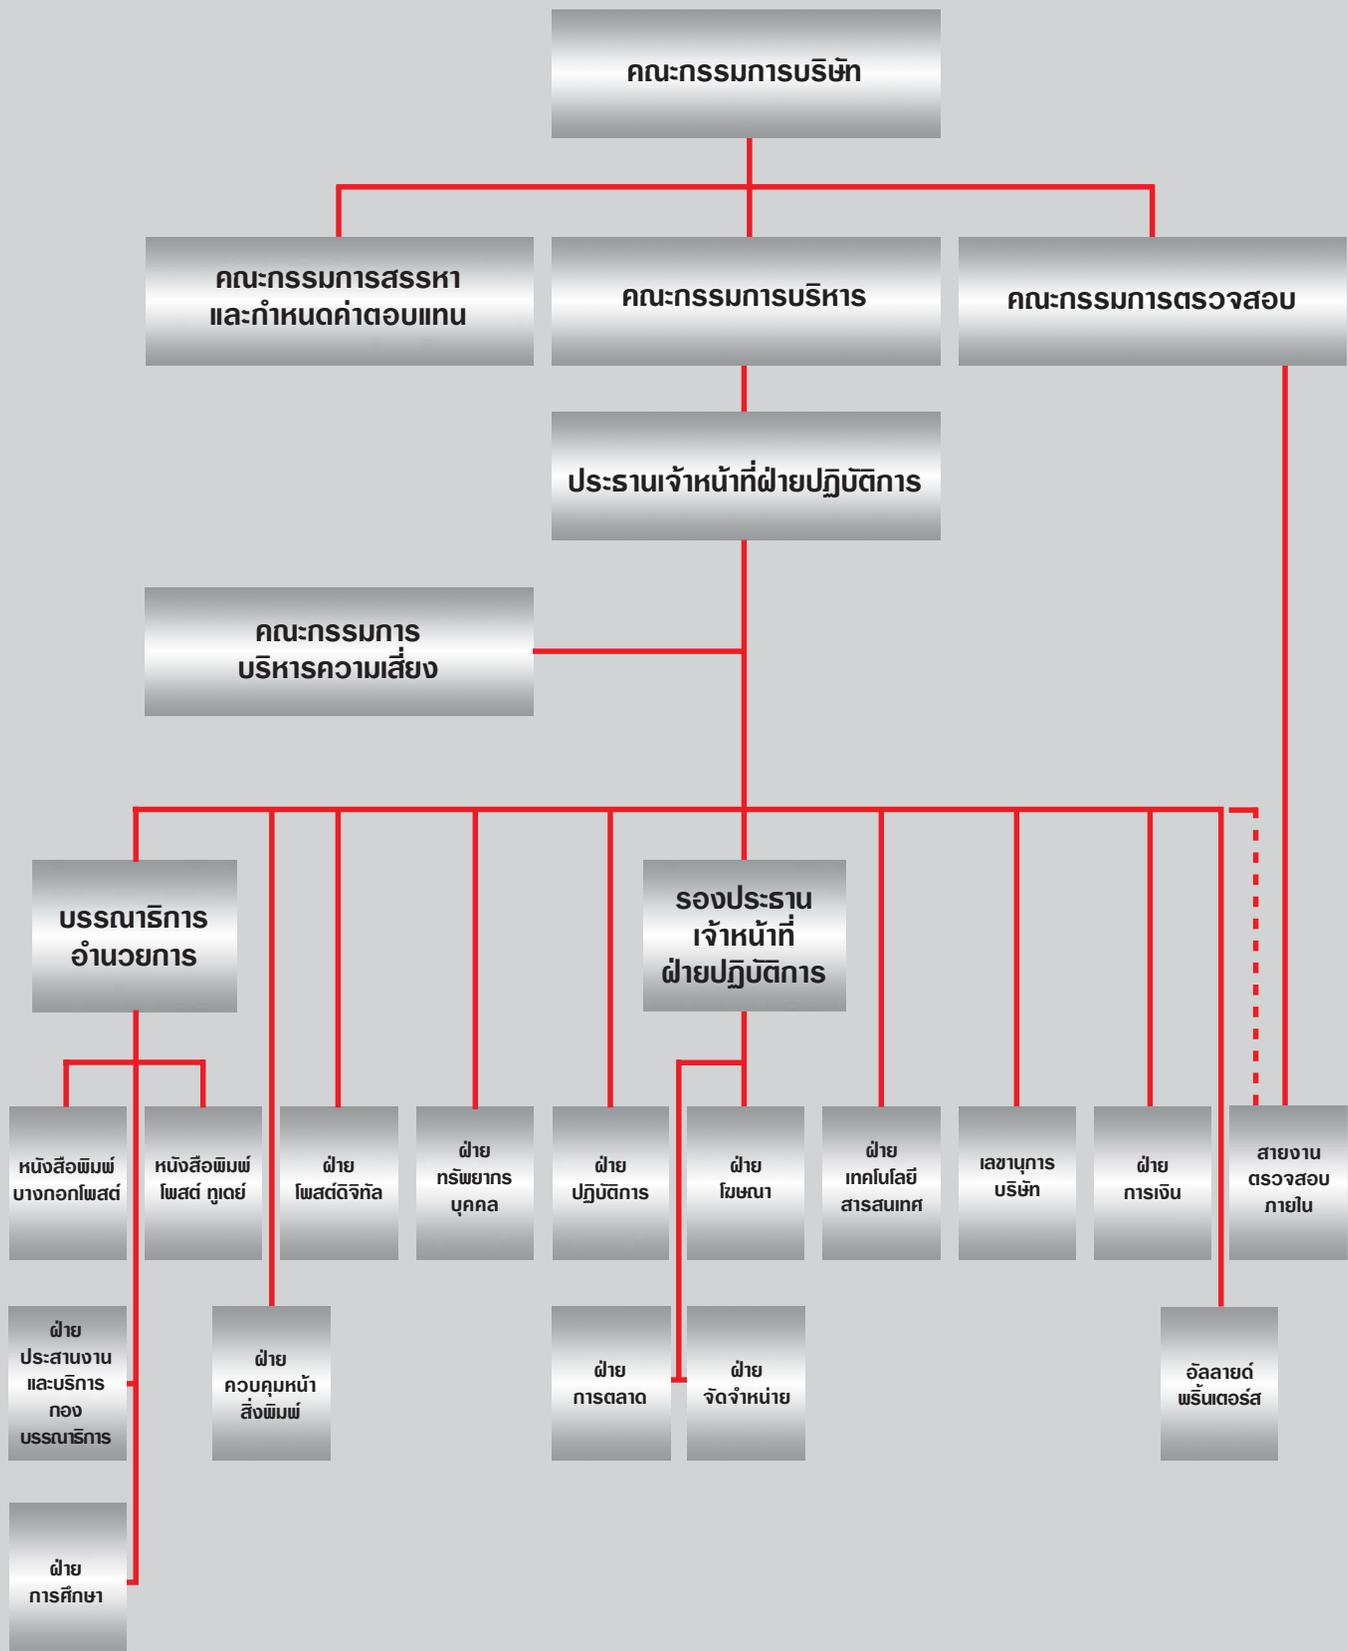 คณะกรรมการบริษัท
คณะกรรมการสรรหา
และกำหนดค่าตอบแทน
คณะกรรมการบริหาร
คณะกรรมการตรวจสอบ
ประธานเจ้าหน้าที่ฝ่ายปฏิบัติการ
คณะกรรมการ
บริหารความเสี่ยง
บรรณาธิการ
อำนวยการ
รองประธาน
เจ้าหน้าที่
ฝ่ายปฏิบัติการ
หนังสือพิมพ์
บางกอกโพสต์
หนังสือพิมพ์
โพสต์ ทูเดย์
ฝ่าย
โพสต์ดิจิทัล
ฝ่าย
ทรัพยากร
บุคคล
ฝ่าย
ปฏิบัติการ
ฝ่าย
โฆษณา
ฝ่าย
เทคโนโลยี
สารสนเทศ
เลขานุการ
บริษัท
ฝ่าย
การเงิน
สายงาน
ตรวจสอบ
ภายใน
ฝ่าย
ประสานงาน
และบริการ
กอง
บรรณาธิการ
ฝ่าย
ควบคุมหน้า
สิ่งพิมพ์
ฝ่าย
การตลาด
ฝ่าย
จัดจำหน่าย
อัลลายด์
พริ้นเตอร์ส
ฝ่าย
การศึกษา